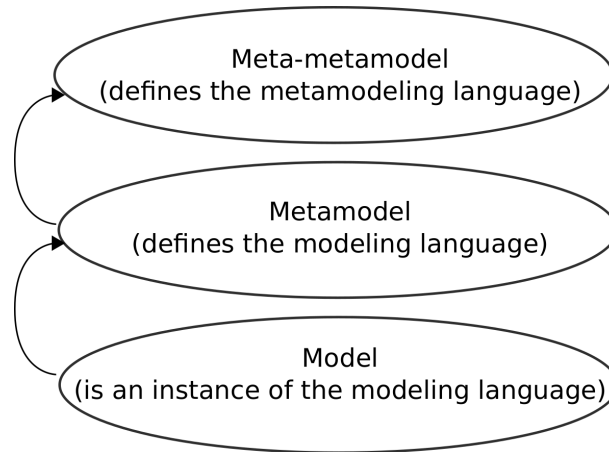 Meta-metamodel
(defines the metamodeling language)
Metamodel
(defines the modeling language)
Model
(is an instance of the modeling language)